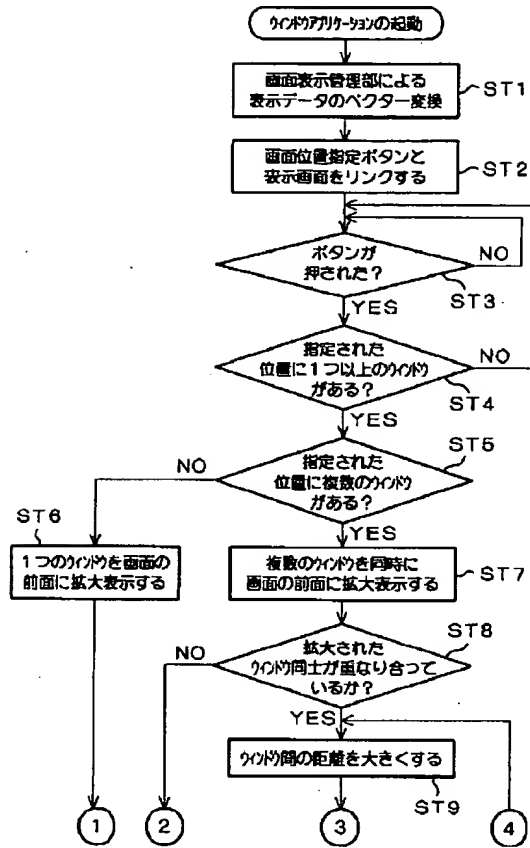 ウィンドウアプリケーションの起動
画面表示管理部による
表示データのベクター変換
ST1
画面位置指定ボタンと
表示画面をリンクする
ST2
ボタンが
押された？
NO
ST3
YES
指定された
位置に１つ以上のウィンドウ
がある？
NO
ST4
YES
ST5
指定された
位置に複数のウィンドウ
がある？
NO
YES
ST6
１つのウィンドウを画面の
前面に拡大表示する
複数のウィンドウを同時に
画面の前面に拡大表示する
ST7
ST8
拡大された
ウィンドウ同士が重なり合って
いるか？
NO
YES
ウィンドウ間の距離を大きくする
ST9
1
2
3
4